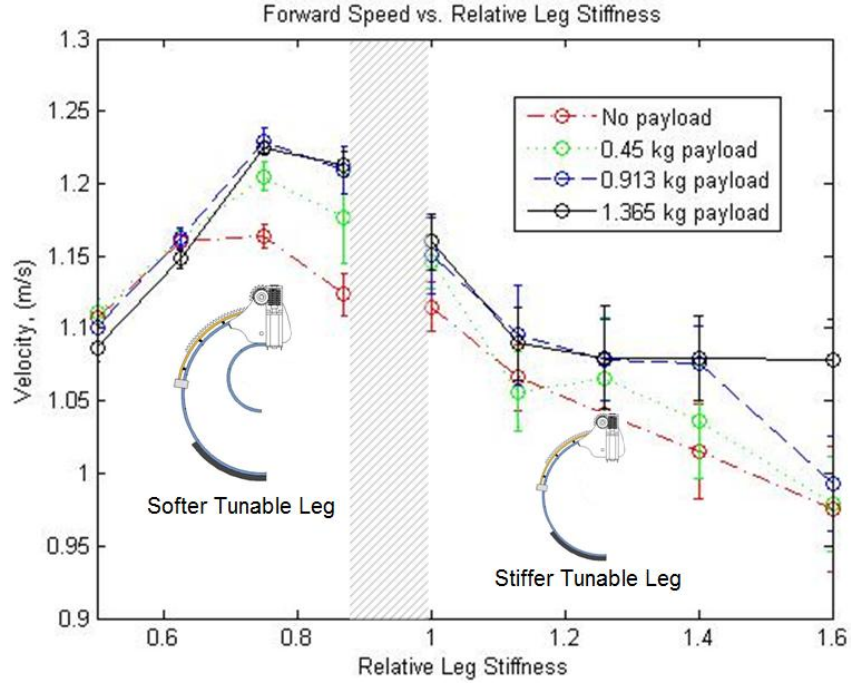 Forward Speed vs. Relative Leg Stiffness
1.3
1.25
1.2
1.15
1.1
1.05
1
0.95
0.9
Velocity, (m/s)
No payload
0.45 kg payload
0.913 kg payload
1.365 kg payload
Softer Tunable Leg
Stiffer Tunable Leg
0.6 0.8 1 1.2 1.4 1.6
Relative Leg Stiffness